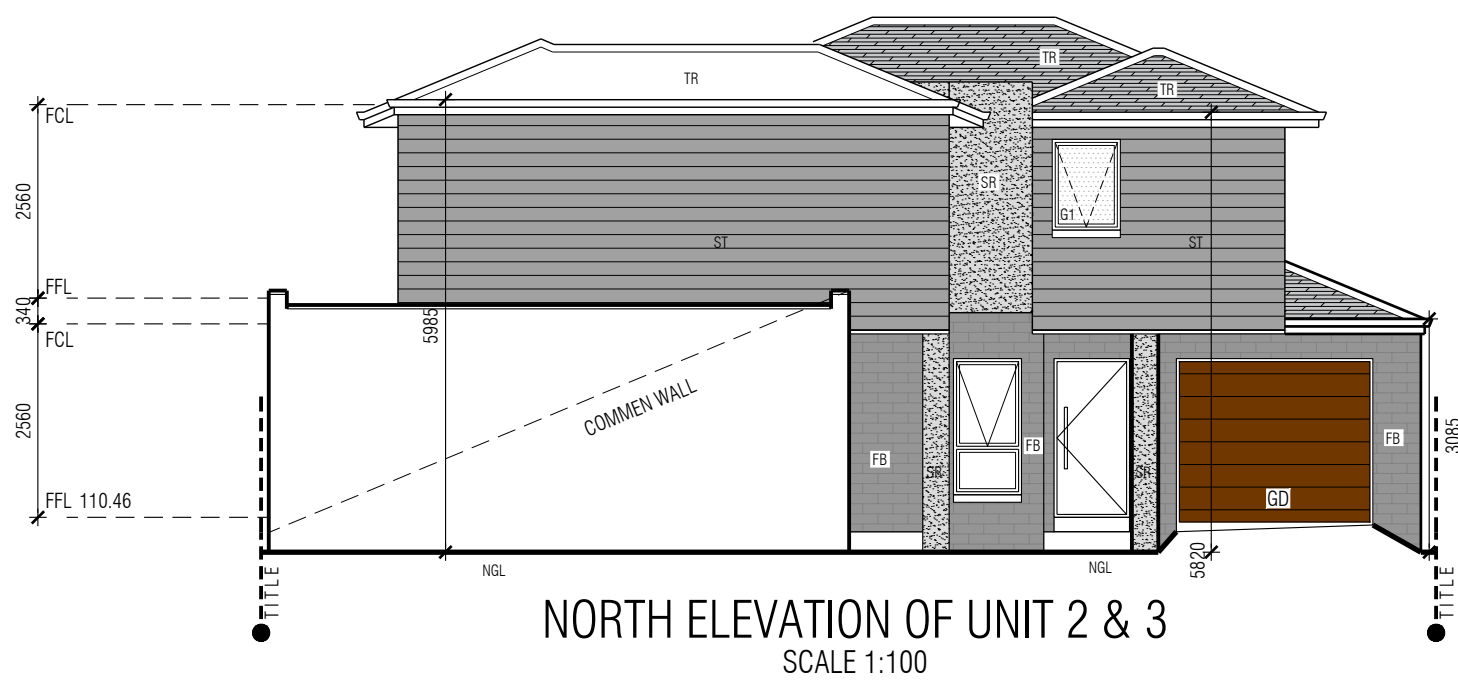 TR
TR
TR
FCL
2560
SR
G1
ST
ST
FFL
340
FCL
5985
2560
COMMEN WALL
3085
FB
FB
FB
SR
SR
FFL 110.46
GD
5820
NGL
NGL
TITLE
TITLE
NORTH ELEVATION OF UNIT 2 & 3
SCALE 1:100